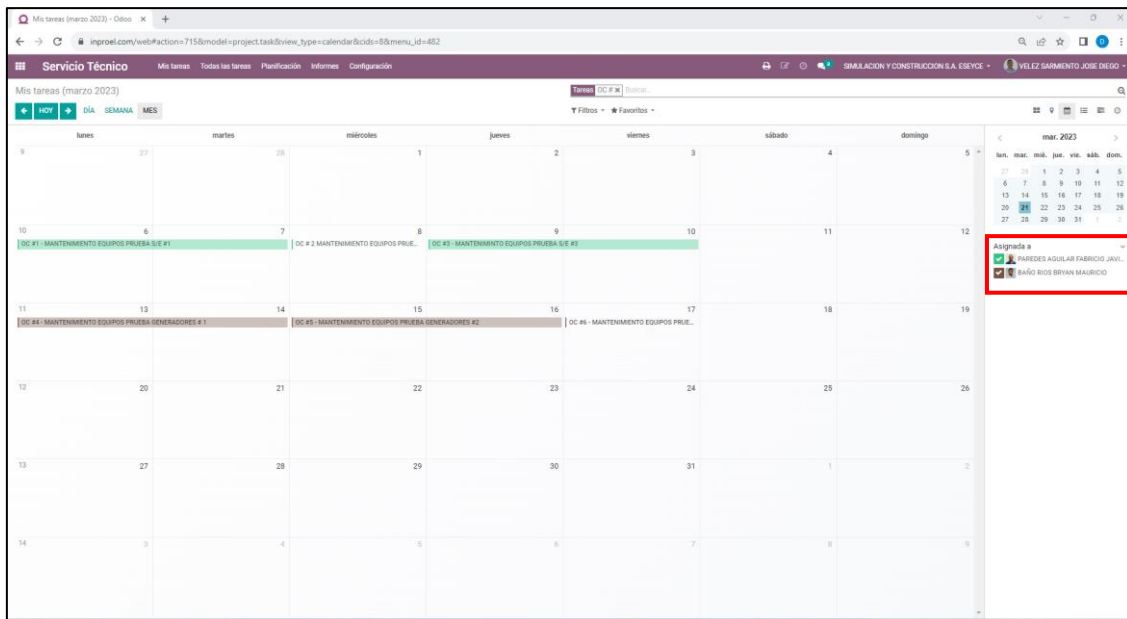 Mis tareas (marzo 2023) - Odoo
inproel.com/web#action=715&model=project.task&view_type=calendar&cids=8&menu_id=482
Servicio Técnico Mis tareas Todas las tareas Planificación Informes Configuración SIMULACION Y CONSTRUCCION S.A. ESEYCE VELEZ SARMIENTO JOSE DIEGO
Mis tareas (marzo 2023) Tareas OC # Buscar...
HOY DÍA SEMANA MES Filtros Favoritos
lunes martes miércoles jueves viernes sábado domingo
9 27 28 1 2 3 4 5
10 6 7 8 9 10 11 12
OC #1 - MANTENIMIENTO EQUIPOS PRUEBA S/E #1 OC # 2 MANTENIMIENTO EQUIPOS PRUE... OC #3 - MANTENIMINTO EQUIPOS PRUEBA S/E #3
11 13 14 15 16 17 18 19
OC #4 - MANTENIMIENTO EQUIPOS PRUEBA GENERADORES # 1 OC #5 - MANTENIMIENTO EQUIPOS PRUEBA GENERADORES #2 OC #6 - MANTENIMIENTO EQUIPOS PRUE...
12 20 21 22 23 24 25 26
13 27 28 29 30 31 1 2
14 3 4 5 6 7 8 9
mar. 2023
lun. mar. mié. jue. vie. sáb. dom.
27 28 1 2 3 4 5
6 7 8 9 10 11 12
13 14 15 16 17 18 19
20 21 22 23 24 25 26
27 28 29 30 31 1 2
Asignada a
PAREDES AGUILAR FABRICIO JAVI...
BAÑO RIOS BRYAN MAURICIO